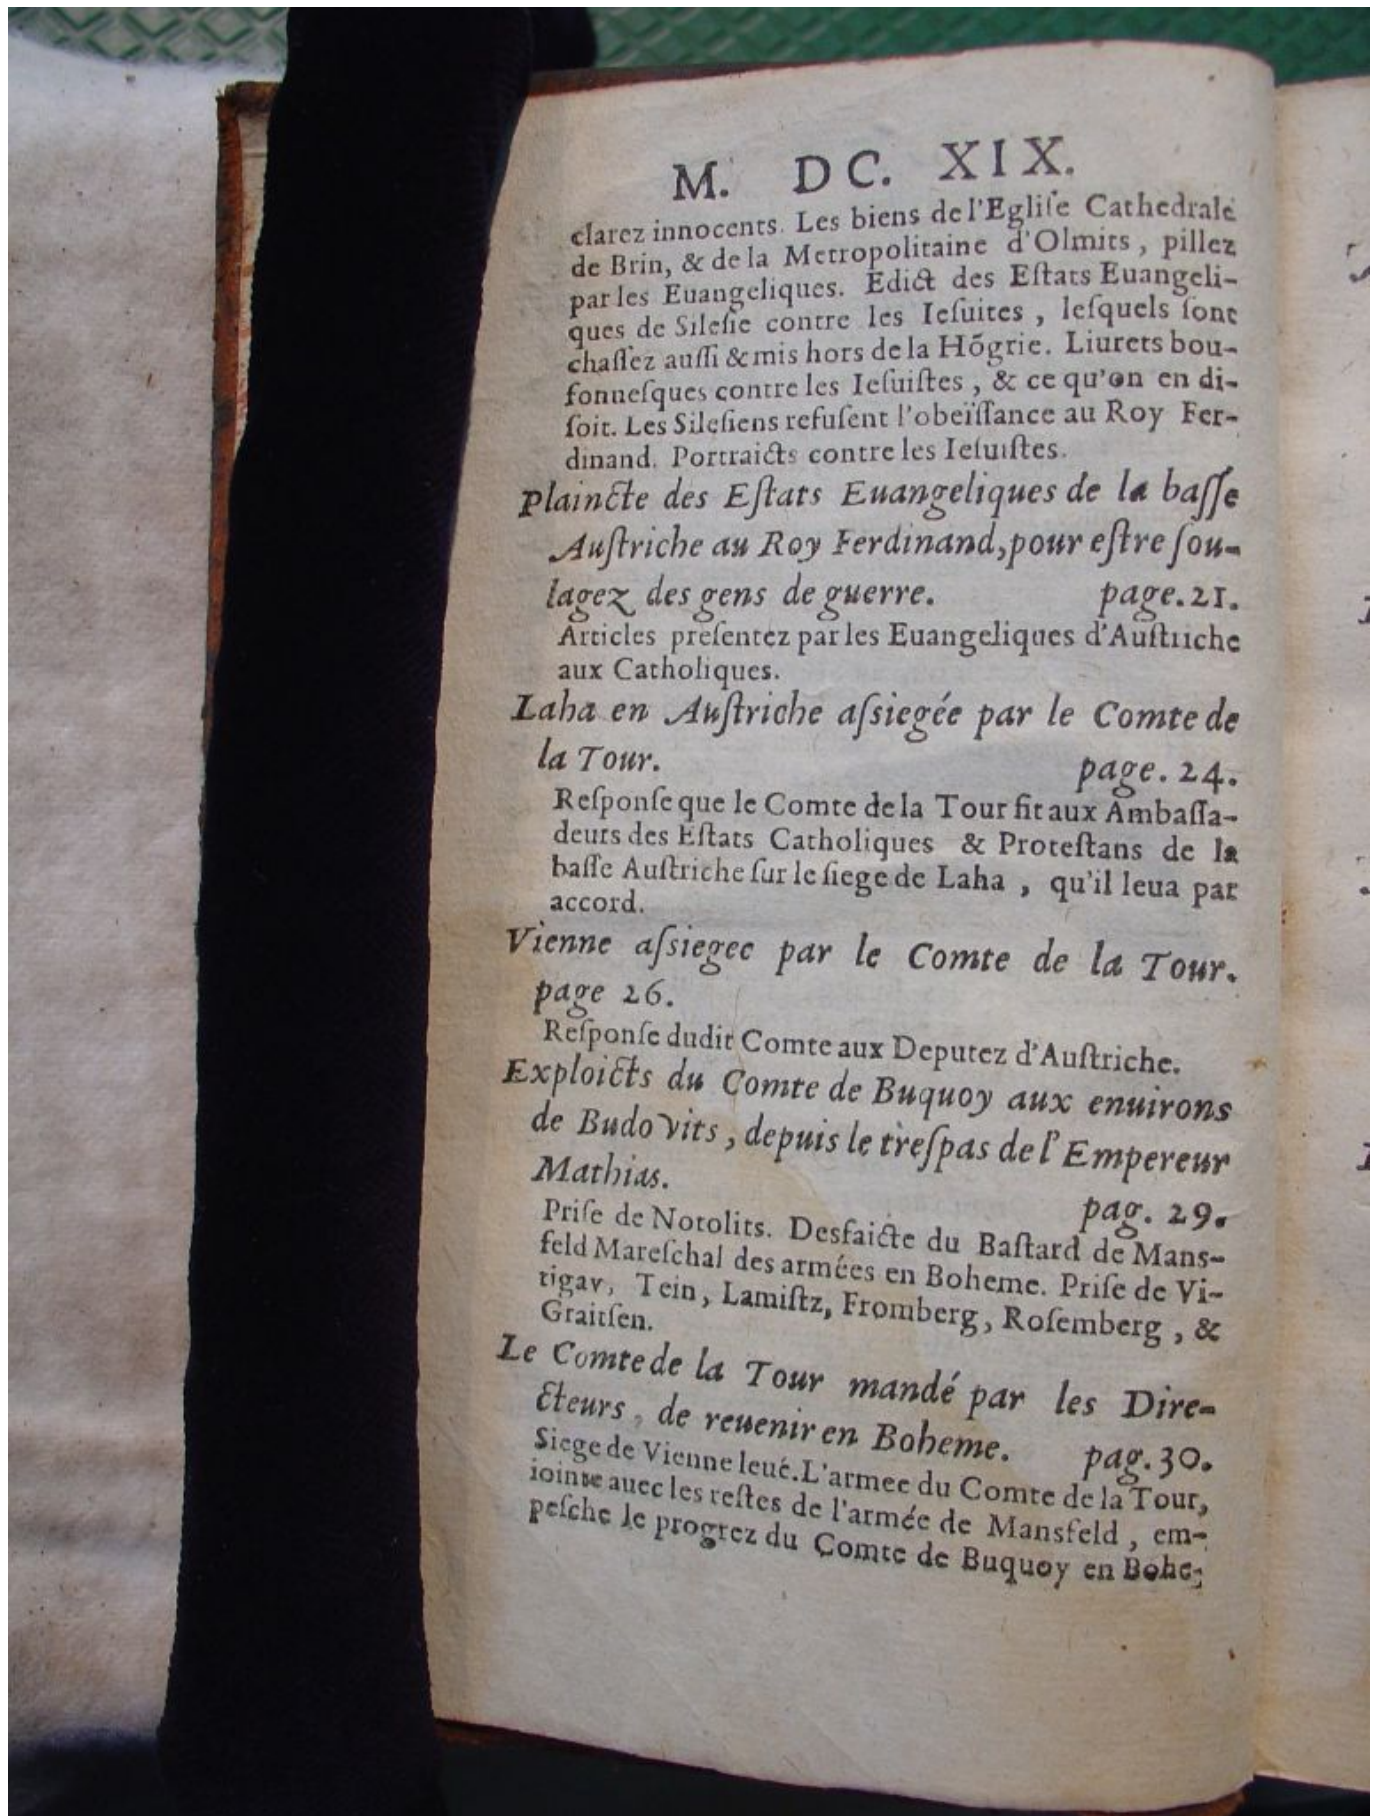 M. DC. XIX.
clarez innocents. Les biens de l'Egliſe Cathedrale
de Brin, & de la Metropolitaine d'Olmits, pillez
par les Euangeliques. Edict des Eſtats Euangeli-
ques de Sileſie contre les Ieſuites, leſquels ſont
chaſſez auſſi & mis hors de la Hõgrie. Liurets bou-
fonneſques contre les Ieſuiſtes, & ce qu'on en di-
ſoit. Les Sileſiens refuſent l'obeïſſance au Roy Fer-
dinand. Portraicts contre les Ieſuiſtes.
Plaincte des Eſtats Euangeliques de la baſſe
Auſtriche au Roy Ferdinand, pour eſtre ſou-
lagez des gens de guerre. page. 21.
Articles preſentez par les Euangeliques d'Auſtriche
aux Catholiques.
Laha en Auſtriche aſsiegée par le Comte de
la Tour. page. 24.
Reſponſe que le Comte de la Tour fit aux Ambaſſa-
deurs des Eſtats Catholiques & Proteſtans de la
baſſe Auſtriche ſur le ſiege de Laha, qu'il leua par
accord.
Vienne aſsiegee par le Comte de la Tour.
page 26.
Reſponſe dudit Comte aux Deputez d'Auſtriche.
Exploicts du Comte de Buquoy aux enuirons
de Budovits, depuis le treſpas de l'Empereur
Mathias. pag. 29.
Priſe de Notolits. Desfaicte du Baſtard de Mans-
feld Mareſchal des armées en Boheme. Priſe de Vi-
tigav, Tein, Lamiſtz, Fromberg, Roſemberg, &
Graitſen.
Le Comte de la Tour mandé par les Dire-
cteurs, de reuenir en Boheme. pag. 30.
Siege de Vienne leué. L'armee du Comte de la Tour,
iointe auec les reſtes de l'armée de Mansfeld, em-
peſche le progrez du Comte de Buquoy en Bohe-